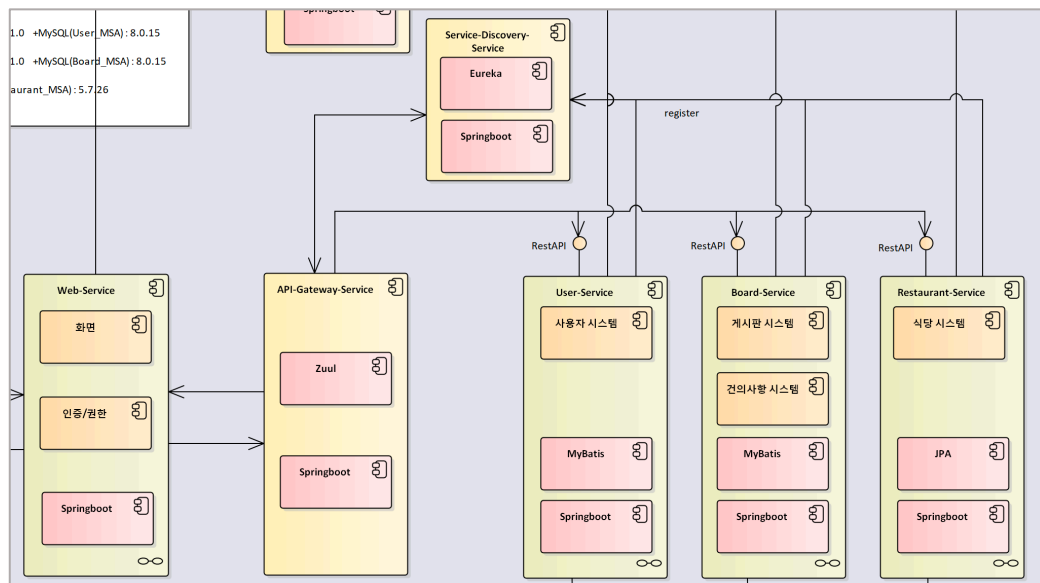 1.0 +MySQL(User_MSA): 8.0.15
1.0 +MySQL(Board_MSA): 8.0.15
aurant_MSA): 5.7.26
Springboot
Service-Discovery-
Service
Eureka
Springboot
register
RestAPI
RestAPI
RestAPI
Web-Service
화면
인증/권한
Springboot
API-Gateway-Service
Zuul
Springboot
User-Service
사용자 시스템
MyBatis
Springboot
Board-Service
게시판 시스템
건의사항 시스템
MyBatis
Springboot
Restaurant-Service
식당 시스템
JPA
Springboot